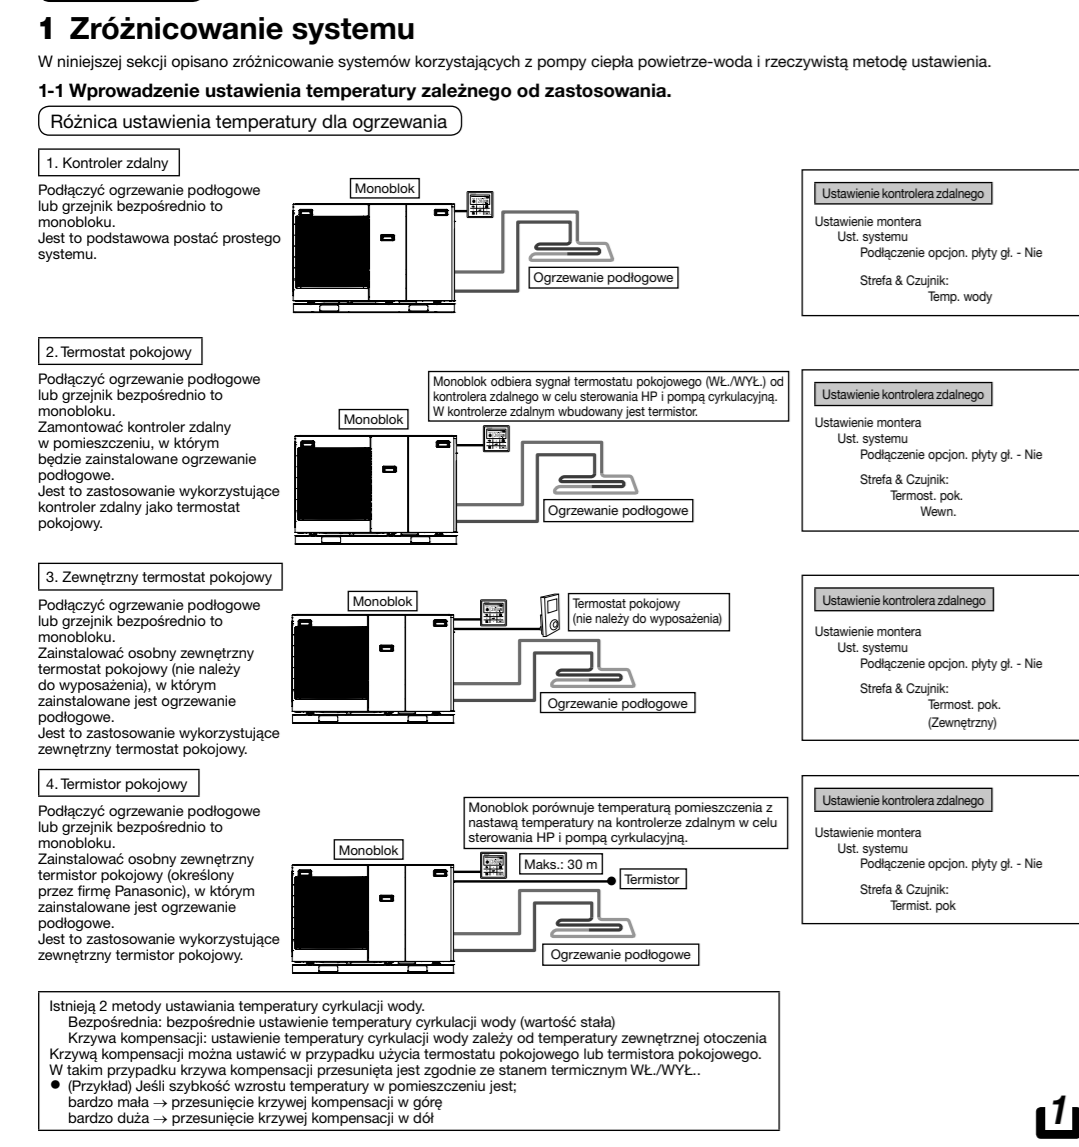 1 Zróżnicowanie systemu
W niniejszej sekcji opisano zróżnicowanie systemów korzystających z pompy ciepła powietrze-woda i rzeczywistą metodę ustawienia.
1-1 Wprowadzenie ustawienia temperatury zależnego od zastosowania.
Różnica ustawienia temperatury dla ogrzewania
1. Kontroler zdalny
Podłączyć ogrzewanie podłogowe
lub grzejnik bezpośrednio to
monobloku.
Jest to podstawowa postać prostego
systemu.
Monoblok
Ogrzewanie podłogowe
Ustawienie kontrolera zdalnego
Ustawienie montera
Ust. systemu
Podłączenie opcjon. płyty gł. - Nie
Strefa & Czujnik:
Temp. wody
2. Termostat pokojowy
Podłączyć ogrzewanie podłogowe
lub grzejnik bezpośrednio to
monobloku.
Zamontować kontroler zdalny
w pomieszczeniu, w którym
będzie zainstalowane ogrzewanie
podłogowe.
Jest to zastosowanie wykorzystujące
kontroler zdalny jako termostat
pokojowy.
Monoblok odbiera sygnał termostatu pokojowego (WŁ./WYŁ.) od
kontrolera zdalnego w celu sterowania HP i pompą cyrkulacyjną.
W kontrolerze zdalnym wbudowany jest termistor.
Monoblok
Ogrzewanie podłogowe
Ustawienie kontrolera zdalnego
Ustawienie montera
Ust. systemu
Podłączenie opcjon. płyty gł. - Nie
Strefa & Czujnik:
Termost. pok.
Wewn.
3. Zewnętrzny termostat pokojowy
Podłączyć ogrzewanie podłogowe
lub grzejnik bezpośrednio to
monobloku.
Zainstalować osobny zewnętrzny
termostat pokojowy (nie należy
do wyposażenia), w którym
zainstalowane jest ogrzewanie
podłogowe.
Jest to zastosowanie wykorzystujące
zewnętrzny termostat pokojowy.
Monoblok
Termostat pokojowy
(nie należy do wyposażenia)
Ogrzewanie podłogowe
Ustawienie kontrolera zdalnego
Ustawienie montera
Ust. systemu
Podłączenie opcjon. płyty gł. - Nie
Strefa & Czujnik:
Termost. pok.
(Zewnętrzny)
4. Termistor pokojowy
Podłączyć ogrzewanie podłogowe
lub grzejnik bezpośrednio to
monobloku.
Zainstalować osobny zewnętrzny
termistor pokojowy (określony
przez firmę Panasonic), w którym
zainstalowane jest ogrzewanie
podłogowe.
Jest to zastosowanie wykorzystujące
zewnętrzny termistor pokojowy.
Monoblok porównuje temperaturą pomieszczenia z
nastawą temperatury na kontrolerze zdalnym w celu
sterowania HP i pompą cyrkulacyjną.
Monoblok
Maks.: 30 m
Termistor
Ogrzewanie podłogowe
Ustawienie kontrolera zdalnego
Ustawienie montera
Ust. systemu
Podłączenie opcjon. płyty gł. - Nie
Strefa & Czujnik:
Termist. pok
Istnieją 2 metody ustawiania temperatury cyrkulacji wody.
Bezpośrednia: bezpośrednie ustawienie temperatury cyrkulacji wody (wartość stała)
Krzywa kompensacji: ustawienie temperatury cyrkulacji wody zależy od temperatury zewnętrznej otoczenia
Krzywą kompensacji można ustawić w przypadku użycia termostatu pokojowego lub termistora pokojowego.
W takim przypadku krzywa kompensacji przesunięta jest zgodnie ze stanem termicznym WŁ./WYŁ..
● (Przykład) Jeśli szybkość wzrostu temperatury w pomieszczeniu jest;
bardzo mała → przesunięcie krzywej kompensacji w górę
bardzo duża → przesunięcie krzywej kompensacji w dół
1